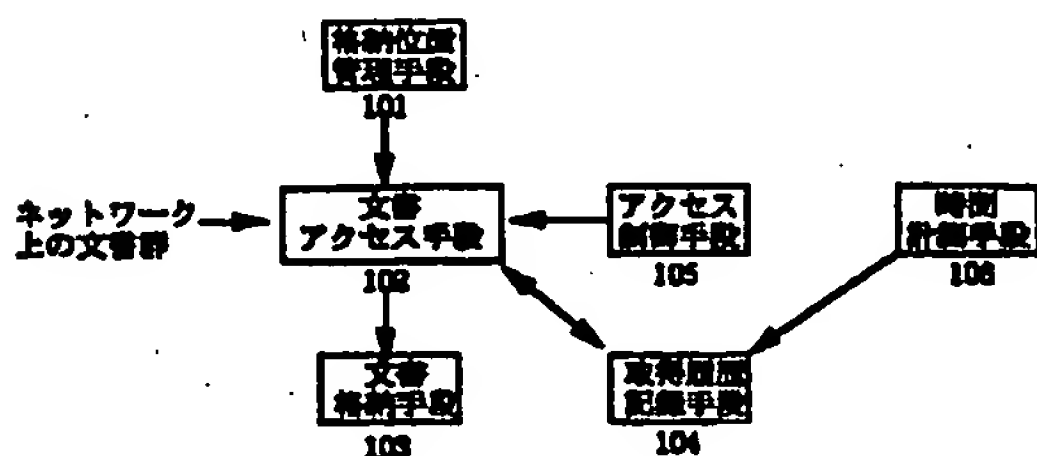 格納位置
管理手段
101
ネットワーク
上の文書群
文書
アクセス手段
102
アクセス
制御手段
105
時間
計測手段
106
文書
格納手段
103
取得履歴
記録手段
104